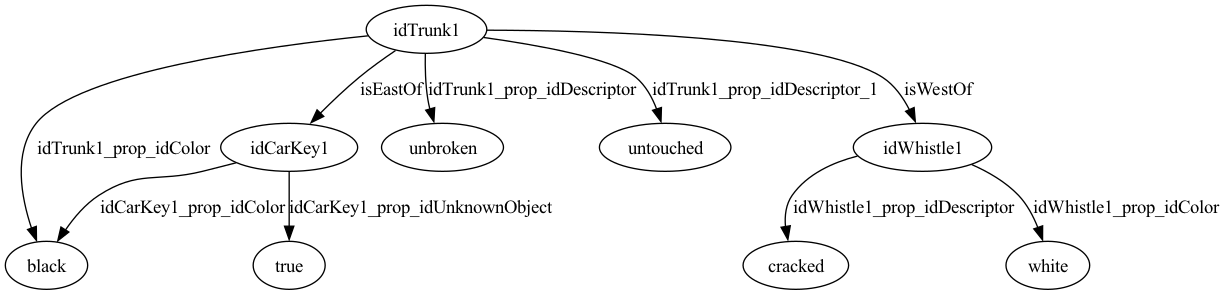 idTrunk1
isEastOf
idTrunk1_prop_idDescriptor
idTrunk1_prop_idDescriptor_1
isWestOf
idTrunk1_prop_idColor
idCarKey1
unbroken
untouched
idWhistle1
idCarKey1_prop_idColor
idCarKey1_prop_idUnknownObject
idWhistle1_prop_idDescriptor
idWhistle1_prop_idColor
black
true
cracked
white